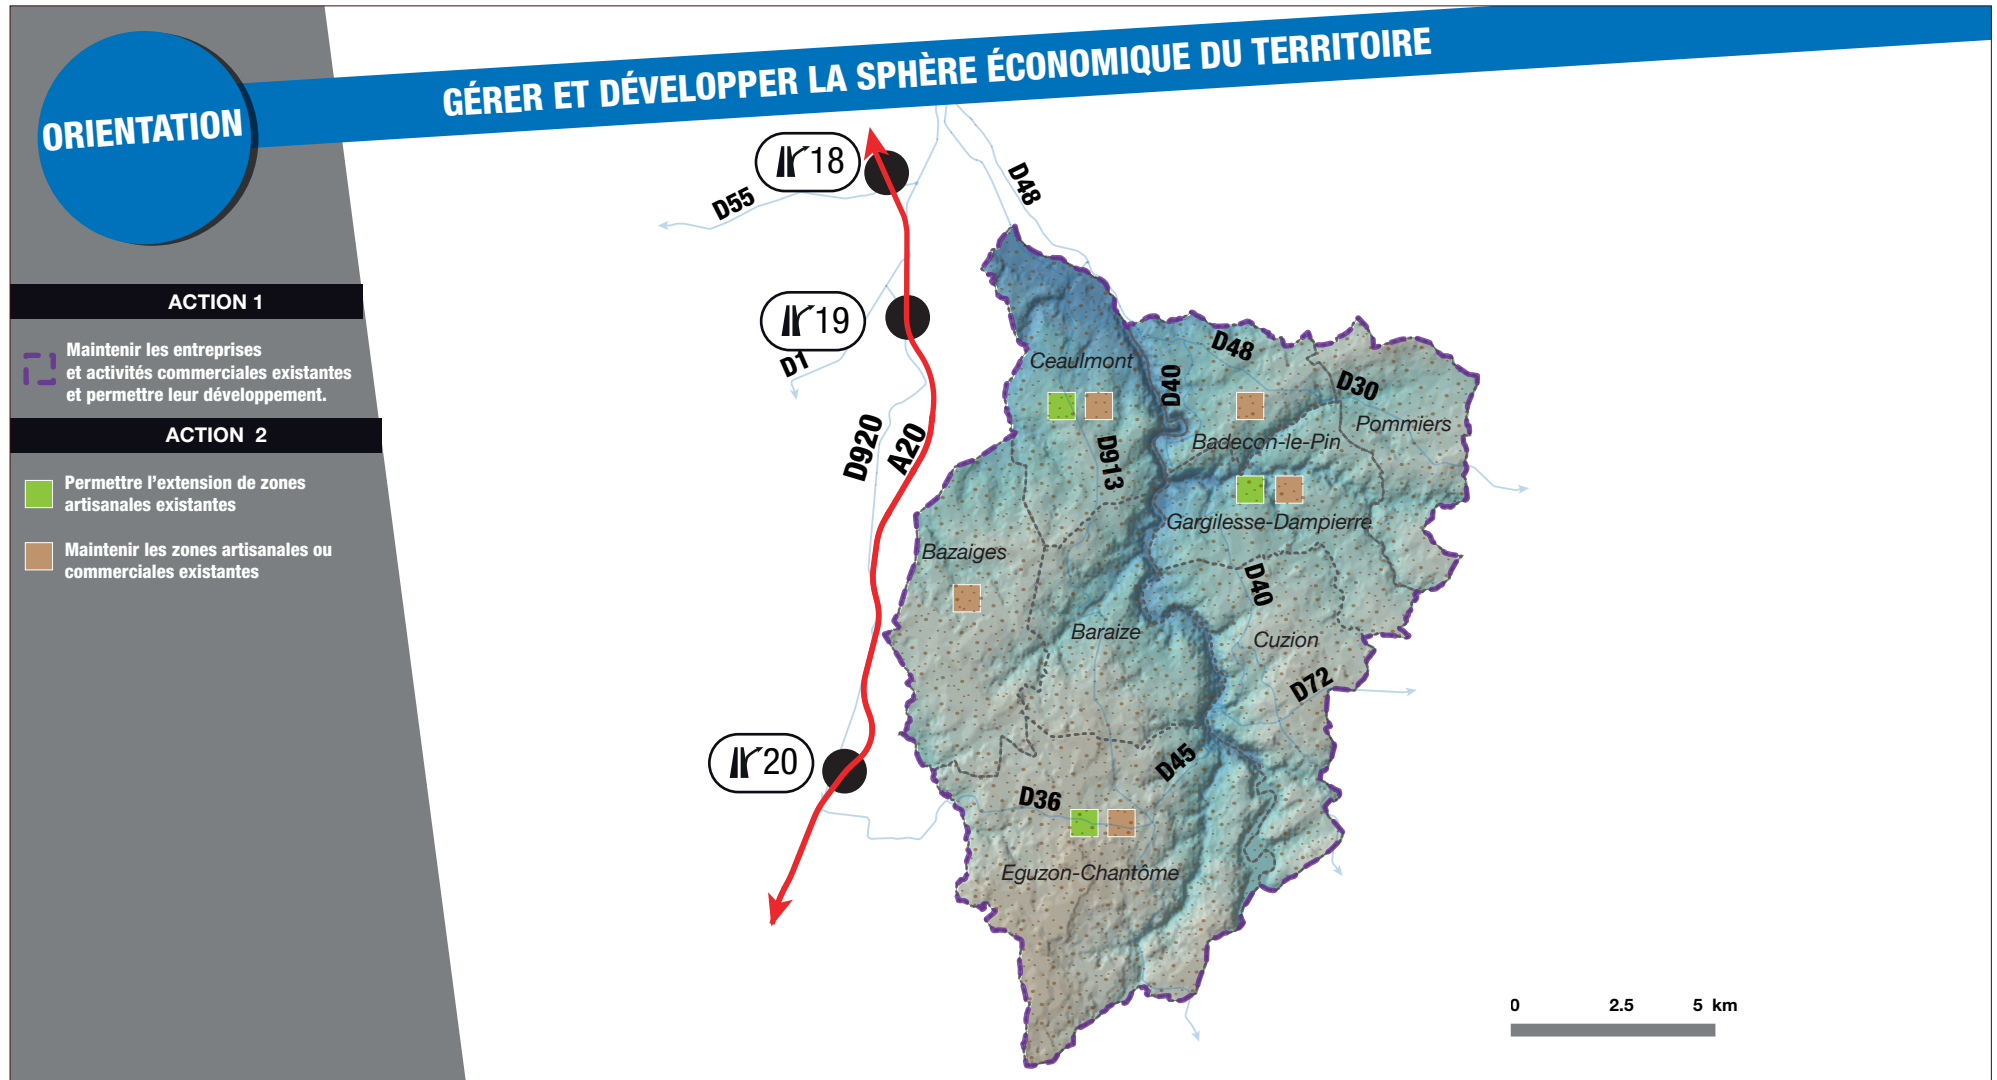 GÉRER ET DÉVELOPPER LA SPHÈRE ÉCONOMIQUE DU TERRITOIRE
ORIENTATION
ACTION 1
Maintenir les entreprises
et activités commerciales existantes
et permettre leur développement.
ACTION 2
Permettre l'extension de zones
artisanales existantes
Maintenir les zones artisanales ou
commerciales existantes
18
D55
D48
19
D1
D920
A20
Ceaulmont
D40
D48
D30
Pommiers
Badecon-le-Pin
D913
Gargilesse-Dampierre
Bazaiges
D40
Baraize
Cuzion
D72
20
D45
D36
Eguzon-Chantôme
0 2.5 5 km